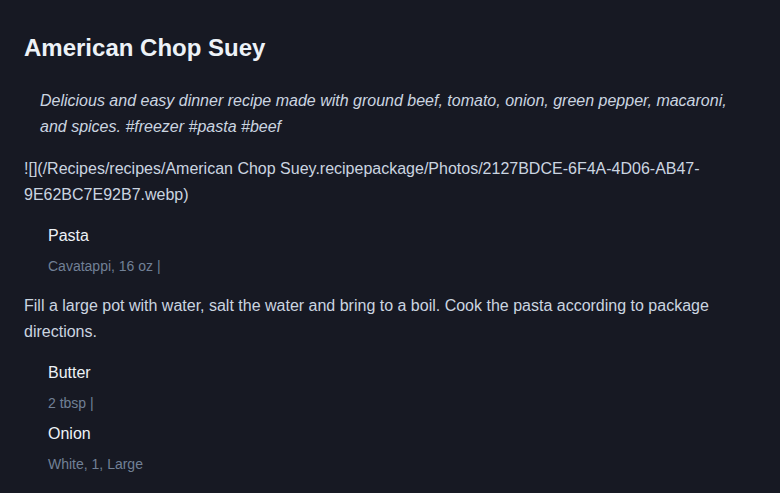 American Chop Suey
Delicious and easy dinner recipe made with ground beef, tomato, onion, green pepper, macaroni,
and spices. #freezer #pasta #beef
![](/Recipes/recipes/American Chop Suey.recipepackage/Photos/2127BDCE-6F4A-4D06-AB47-
9E62BC7E92B7.webp)
Pasta
Cavatappi, 16 oz |
Fill a large pot with water, salt the water and bring to a boil. Cook the pasta according to package
directions.
Butter
2 tbsp |
Onion
White, 1, Large